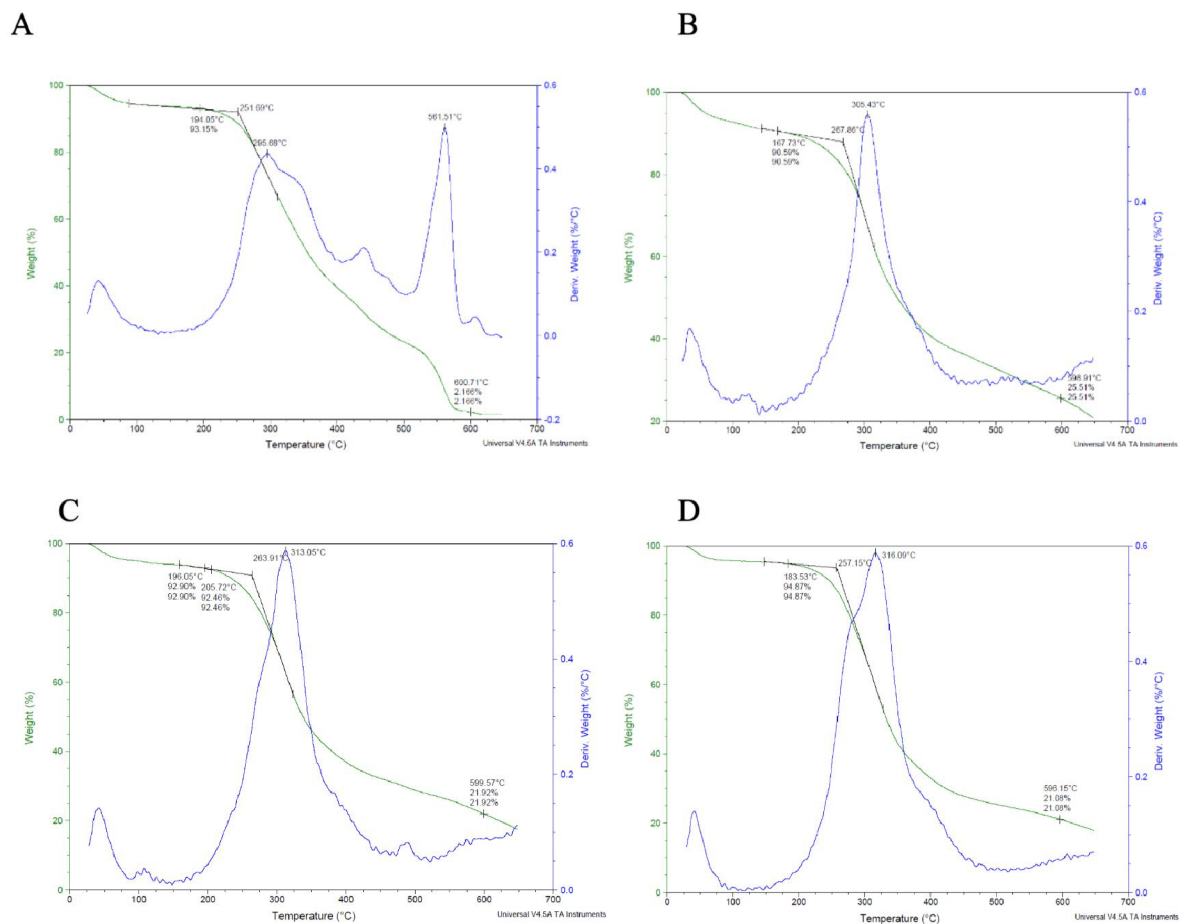 A
B
100
80
60
40
20
0
Weight (%)
194.05°C
93.15%
251.69°C
295.68°C
561.51°C
600.71°C
2.166%
2.166%
0.6
0.4
0.2
0.0
-0.2
Deriv. Weight (%/°C)
0
100
200
300
400
500
600
700
Temperature (°C)
Universal V4.5A TA Instruments
100
90
80
70
60
50
40
30
20
Weight (%)
167.73°C
90.59%
90.59%
267.86°C
305.43°C
598.91°C
25.51%
25.51%
0.6
0.4
0.2
0.0
Deriv. Weight (%/°C)
0
100
200
300
400
500
600
700
Temperature (°C)
Universal V4.5A TA Instruments
C
D
100
80
60
40
20
0
Weight (%)
196.05°C
92.90%
92.90%
205.72°C
92.46%
92.46%
263.91°C
313.05°C
599.57°C
21.92%
21.92%
0.6
0.4
0.2
0.0
Deriv. Weight (%/°C)
0
100
200
300
400
500
600
700
Temperature (°C)
Universal V4.5A TA Instruments
100
80
60
40
20
0
Weight (%)
183.53°C
94.87%
94.87%
257.15°C
316.09°C
596.15°C
21.08%
21.08%
0.6
0.4
0.2
0.0
Deriv. Weight (%/°C)
0
100
200
300
400
500
600
700
Temperature (°C)
Universal V4.5A TA Instruments